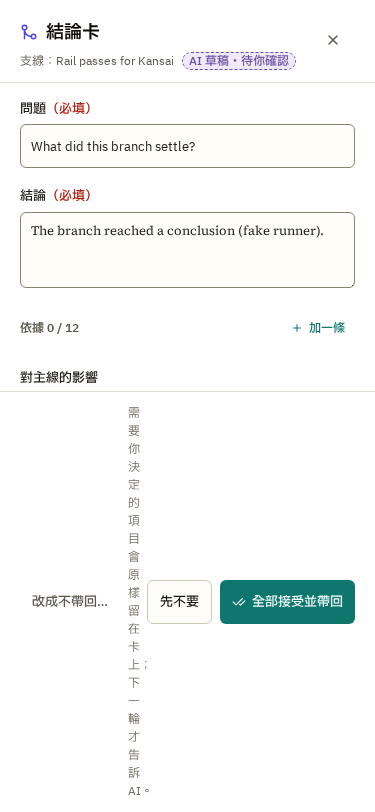 結論卡
支線：Rail passes for Kansai AI 草稿・待你確認
問題（必填）
What did this branch settle?
結論（必填）
The branch reached a conclusion (fake runner).
依據 0 / 12
＋ 加一條
對主線的影響
改成不帶回…
需
要
你
決
定
的
項
目
會
原
樣
留
在
卡
上；
下
一
輪
才
告
訴
AI。
先不要
全部接受並帶回